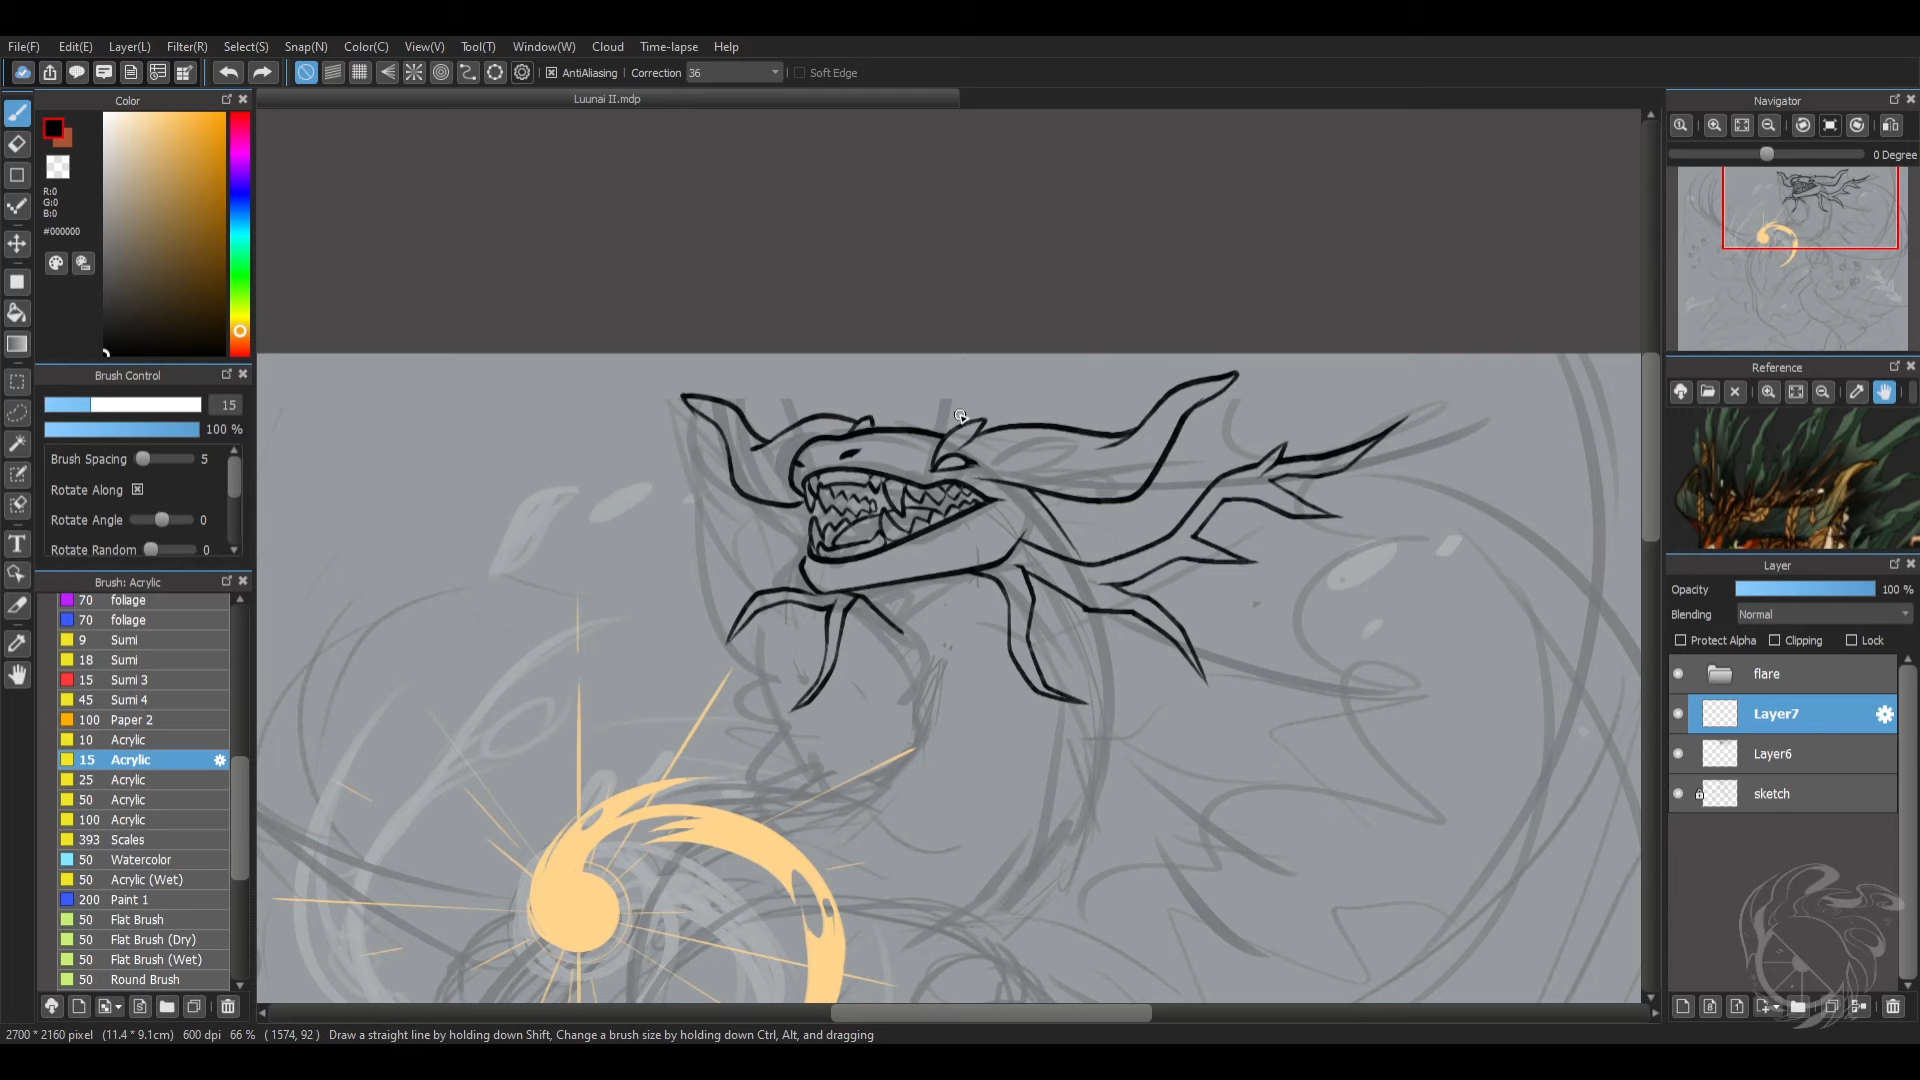 File(F) Edit(E) Layer(L) Filter(R) Select(S) Snap(N) Color(C) View(V) Tool(T) Window(W) Cloud Time-lapse Help
AntiAliasing Correction 36 Soft Edge
Color
Luunai II.mdp
Navigator
0 Degree
R:0
G:0
B:0
#000000
Brush Control
15
100 %
Brush Spacing 5
Rotate Along
Rotate Angle 0
Rotate Random 0
Reference
Brush: Acrylic
70 foliage
70 foliage
9 Sumi
18 Sumi
15 Sumi 3
45 Sumi 4
100 Paper 2
10 Acrylic
15 Acrylic
25 Acrylic
50 Acrylic
100 Acrylic
393 Scales
50 Watercolor
50 Acrylic (Wet)
200 Paint 1
50 Flat Brush
50 Flat Brush (Dry)
50 Flat Brush (Wet)
50 Round Brush
Layer
Opacity 100 %
Blending Normal
Protect Alpha Clipping Lock
flare
Layer7
Layer6
sketch
2700 * 2160 pixel (11.4 * 9.1cm) 600 dpi 66 % ( 1574, 92 ) Draw a straight line by holding down Shift, Change a brush size by holding down Ctrl, Alt, and dragging